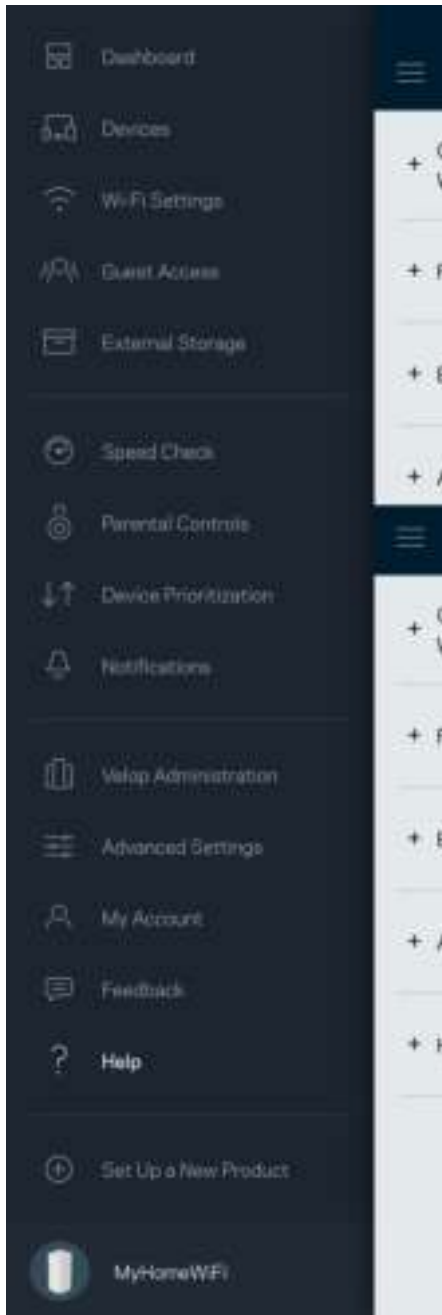 Dashboard
Devices
Wi-Fi Settings
Guest Access
External Storage
Speed Check
Parental Controls
Device Prioritization
Notifications
Velop Administration
Advanced Settings
My Account
Feedback
Help
Set Up a New Product
MyHomeWiFi